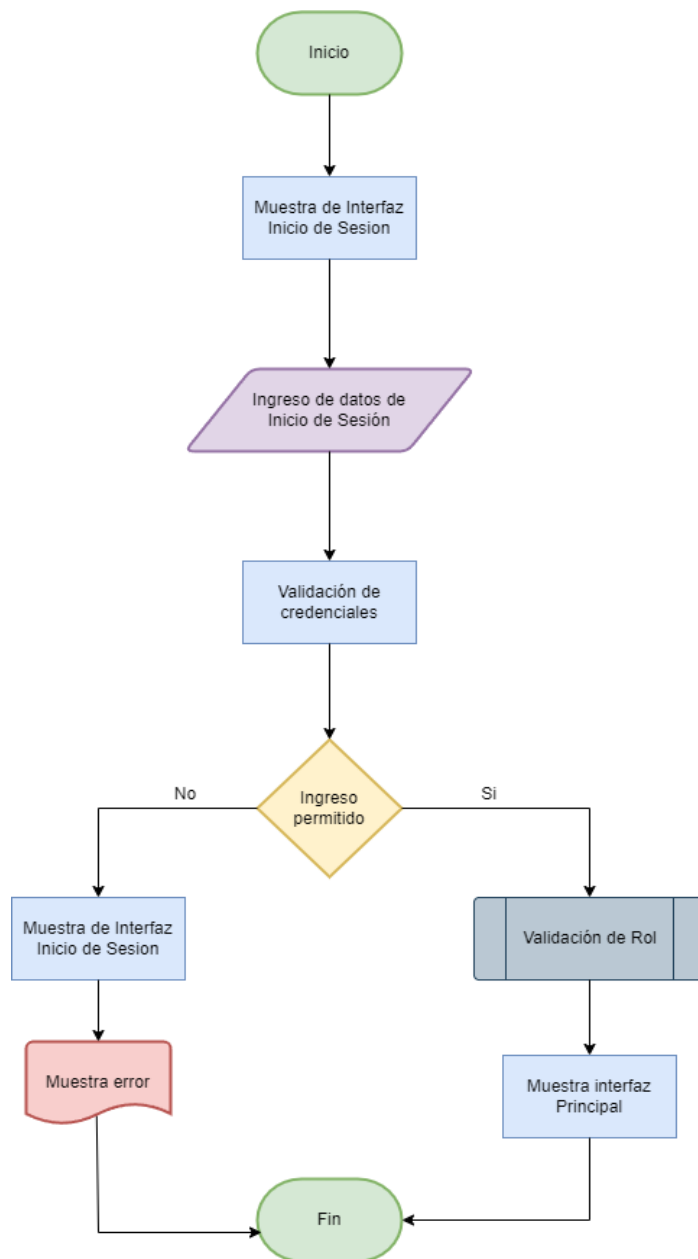 Inicio
Muestra de Interfaz
Inicio de Sesion
Ingreso de datos de
Inicio de Sesión
Validación de
credenciales
Ingreso
permitido
No
Si
Muestra de Interfaz
Inicio de Sesion
Validación de Rol
Muestra error
Muestra interfaz
Principal
Fin